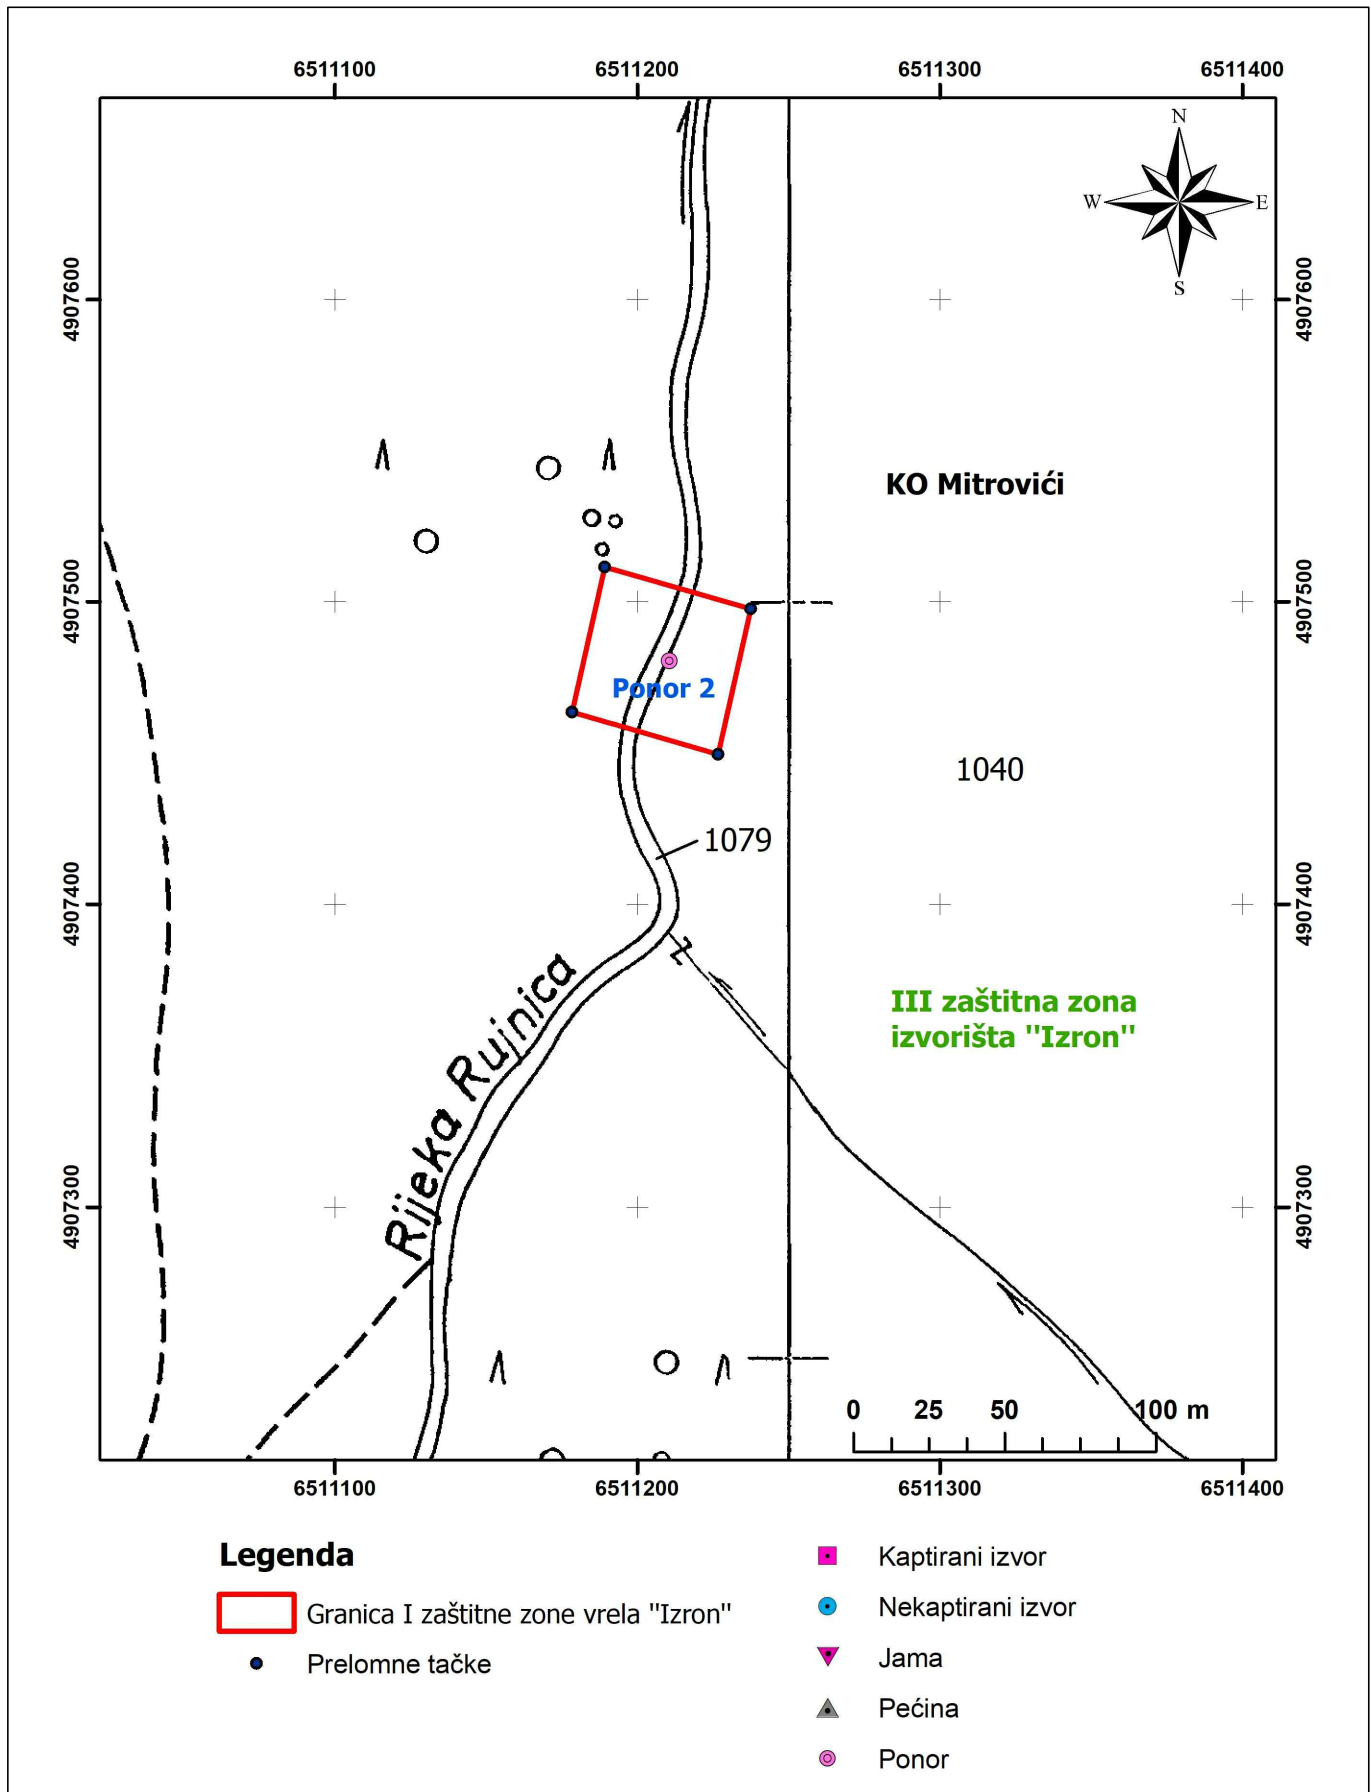 6511100 6511200 6511300 6511400
N
W E
S
4907600 4907600
KO Mitrovići
4907500 4907500
Ponor 2
1040
1079
4907400 4907400
Rijeka Rujnica
III zaštitna zona
izvorišta "Izron"
4907300 4907300
0 25 50 100 m
6511100 6511200 6511300 6511400
Legenda
Granica I zaštitne zone vrela "Izron"
Prelomne tačke
Kaptirani izvor
Nekaptirani izvor
Jama
Pećina
Ponor